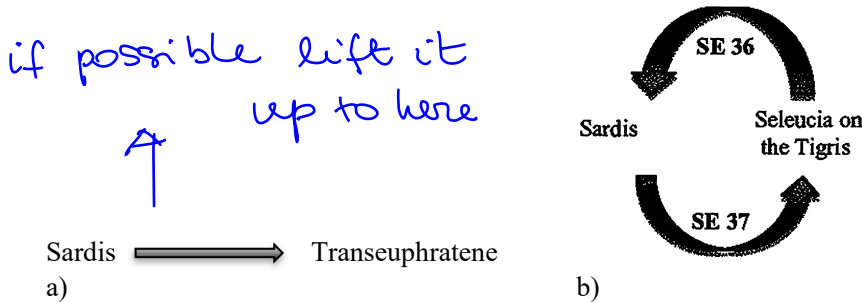 if possible lift it
up to here
SE 36
Sardis
Seleucia on
the Tigris
SE 37
Sardis Transeuphratene
a) b)